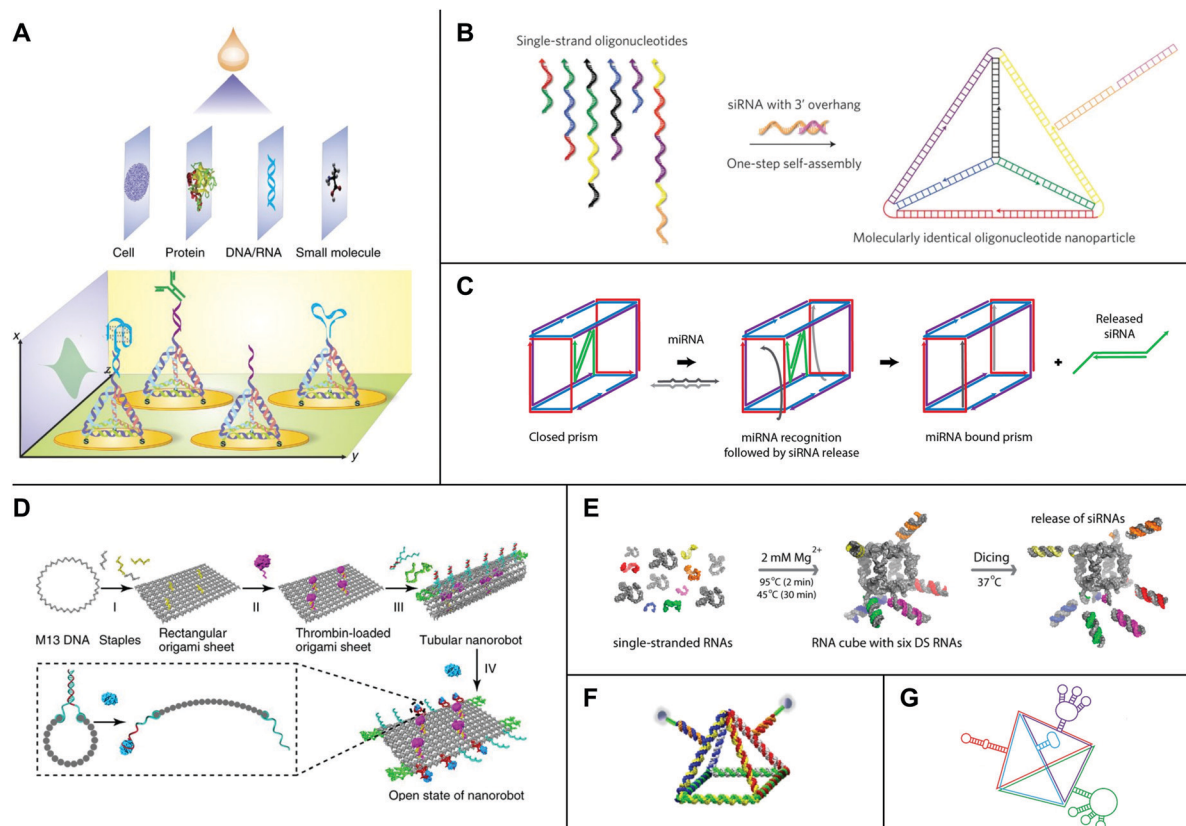 A
Cell
Protein
DNA/RNA
Small molecule
x
z
y
S
S
S
S
S
S
S
S
B
Single-strand oligonucleotides
siRNA with 3' overhang
One-step self-assembly
Molecularly identical oligonucleotide nanoparticle
C
miRNA
Released
siRNA
Closed prism
miRNA recognition
followed by siRNA release
miRNA bound prism
+
D
I
II
III
M13 DNA
Staples
Rectangular
origami sheet
Thrombin-loaded
origami sheet
Tubular nanorobot
IV
Open state of nanorobot
E
2 mM Mg2+
95°C (2 min)
45°C (30 min)
Dicing
37°C
release of siRNAs
single-stranded RNAs
RNA cube with six DS RNAs
F
G